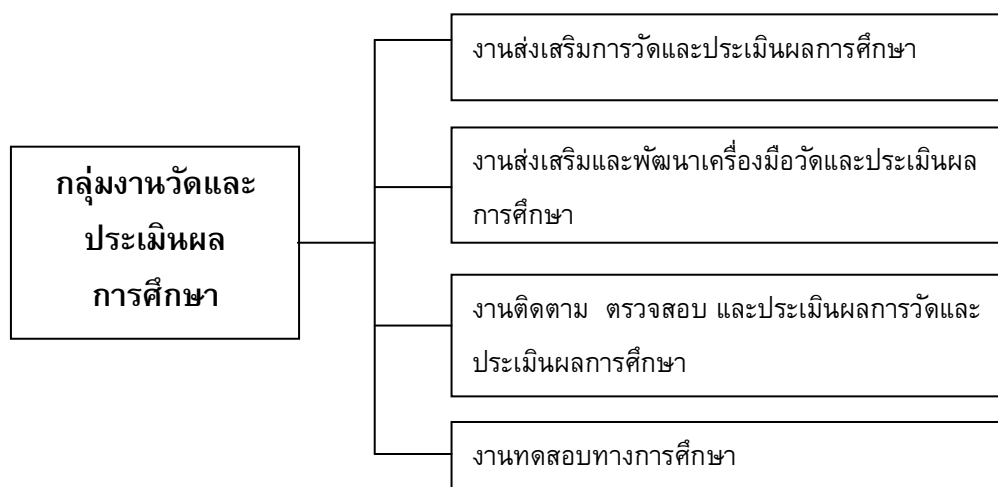 กลุ่มงานวัดและ
ประเมินผล
การศึกษา
งานส่งเสริมการวัดและประเมินผลการศึกษา
งานส่งเสริมและพัฒนาเครื่องมือวัดและประเมินผล
การศึกษา
งานติดตาม ตรวจสอบ และประเมินผลการวัดและ
ประเมินผลการศึกษา
งานทดสอบทางการศึกษา